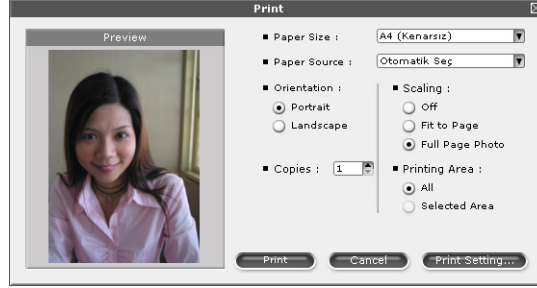 Print
Preview
Paper Size :
A4 (Kenarsız)
Paper Source :
Otomatik Seç
Orientation :
Portrait
Landscape
Scaling :
Off
Fit to Page
Full Page Photo
Copies :
1
Printing Area :
All
Selected Area
Print
Cancel
Print Setting...